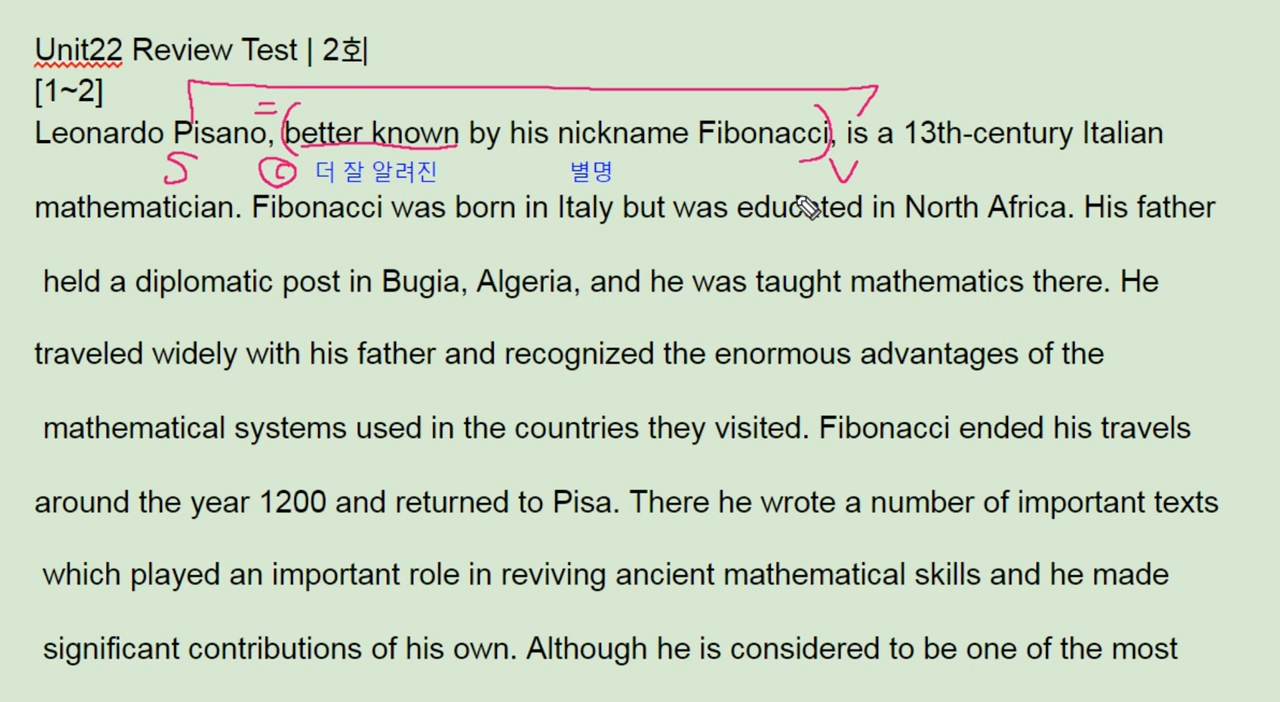 Unit22 Review Test | 2회
[1~2]
=
Leonardo Pisano, (better known by his nickname Fibonacci), is a 13th-century Italian
S 더 잘 알려진 별명 V
mathematician. Fibonacci was born in Italy but was educated in North Africa. His father
held a diplomatic post in Bugia, Algeria, and he was taught mathematics there. He
traveled widely with his father and recognized the enormous advantages of the
mathematical systems used in the countries they visited. Fibonacci ended his travels
around the year 1200 and returned to Pisa. There he wrote a number of important texts
which played an important role in reviving ancient mathematical skills and he made
significant contributions of his own. Although he is considered to be one of the most